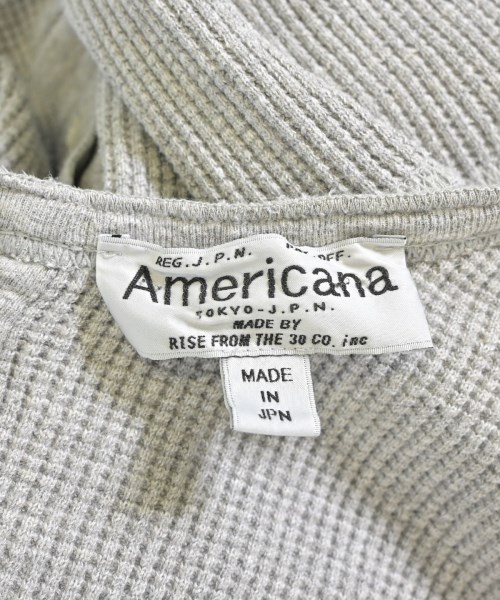 REG.J.P.N.
Americana
TOKYO-J.P.N.
MADE BY
RISE FROM THE 30 CO. inc
MADE
IN
JPN